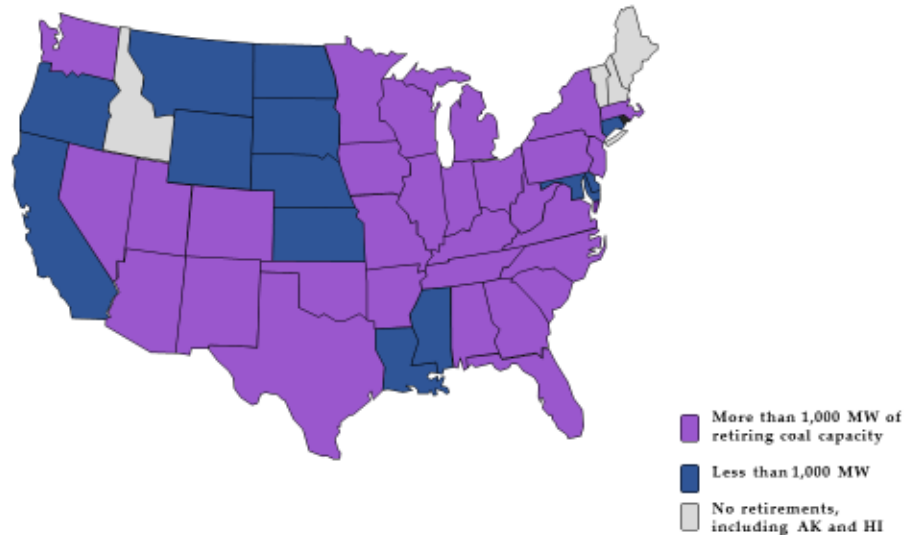 More than 1,000 MW of
retiring coal capacity
Less than 1,000 MW
No retirements,
including AK and HI